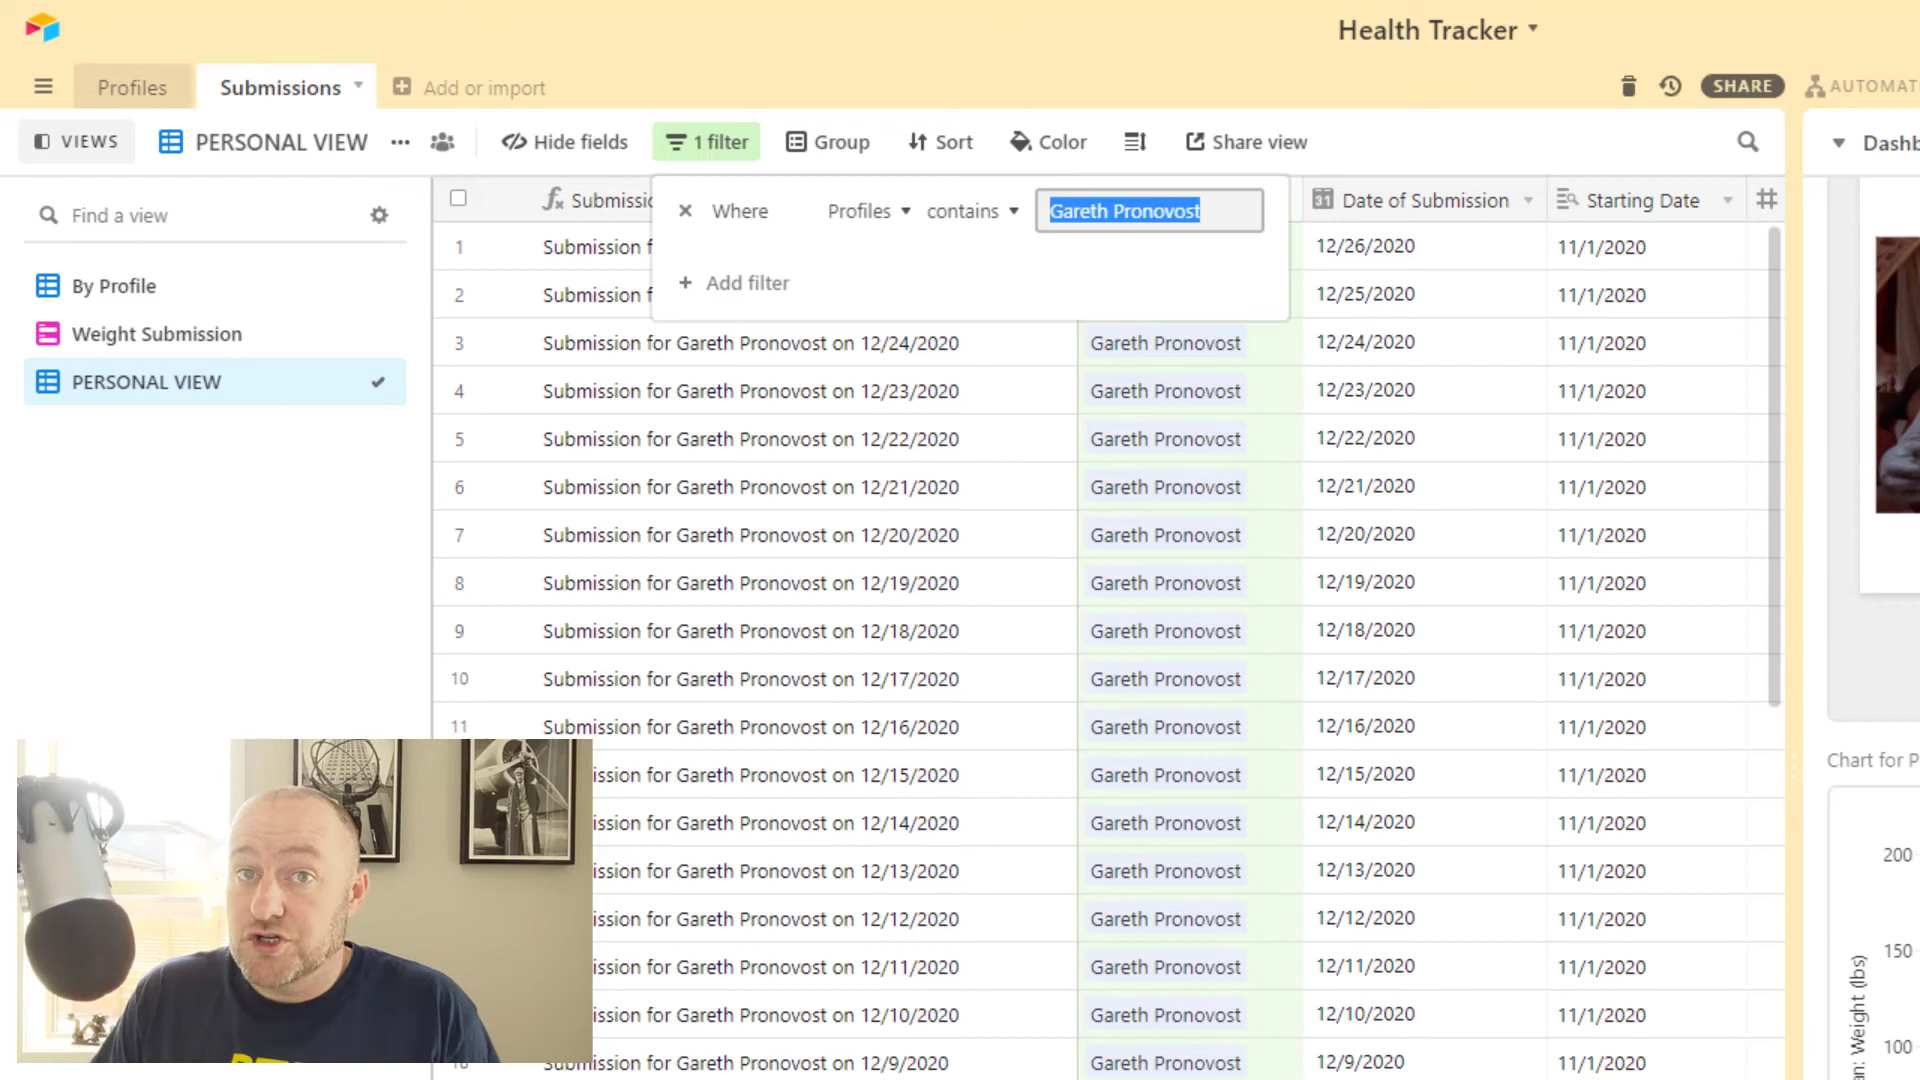 Health Tracker
Profiles
Submissions
Add or import
SHARE
AUTOMAT
VIEWS
PERSONAL VIEW
Hide fields
1 filter
Group
Sort
Color
Share view
Dashb
Find a view
By Profile
Weight Submission
PERSONAL VIEW
Submissic
Date of Submission
Starting Date
Where
Profiles
contains
Gareth Pronovost
Add filter
1 Submission f 12/26/2020 11/1/2020
2 Submission f 12/25/2020 11/1/2020
3 Submission for Gareth Pronovost on 12/24/2020 Gareth Pronovost 12/24/2020 11/1/2020
4 Submission for Gareth Pronovost on 12/23/2020 Gareth Pronovost 12/23/2020 11/1/2020
5 Submission for Gareth Pronovost on 12/22/2020 Gareth Pronovost 12/22/2020 11/1/2020
6 Submission for Gareth Pronovost on 12/21/2020 Gareth Pronovost 12/21/2020 11/1/2020
7 Submission for Gareth Pronovost on 12/20/2020 Gareth Pronovost 12/20/2020 11/1/2020
8 Submission for Gareth Pronovost on 12/19/2020 Gareth Pronovost 12/19/2020 11/1/2020
9 Submission for Gareth Pronovost on 12/18/2020 Gareth Pronovost 12/18/2020 11/1/2020
10 Submission for Gareth Pronovost on 12/17/2020 Gareth Pronovost 12/17/2020 11/1/2020
11 Submission for Gareth Pronovost on 12/16/2020 Gareth Pronovost 12/16/2020 11/1/2020
ission for Gareth Pronovost on 12/15/2020 Gareth Pronovost 12/15/2020 11/1/2020
ission for Gareth Pronovost on 12/14/2020 Gareth Pronovost 12/14/2020 11/1/2020
ission for Gareth Pronovost on 12/13/2020 Gareth Pronovost 12/13/2020 11/1/2020
ission for Gareth Pronovost on 12/12/2020 Gareth Pronovost 12/12/2020 11/1/2020
ission for Gareth Pronovost on 12/11/2020 Gareth Pronovost 12/11/2020 11/1/2020
ission for Gareth Pronovost on 12/10/2020 Gareth Pronovost 12/10/2020 11/1/2020
Submission for Gareth Pronovost on 12/9/2020 Gareth Pronovost 12/9/2020 11/1/2020
Chart for P
200
150
100
an: Weight (lbs)